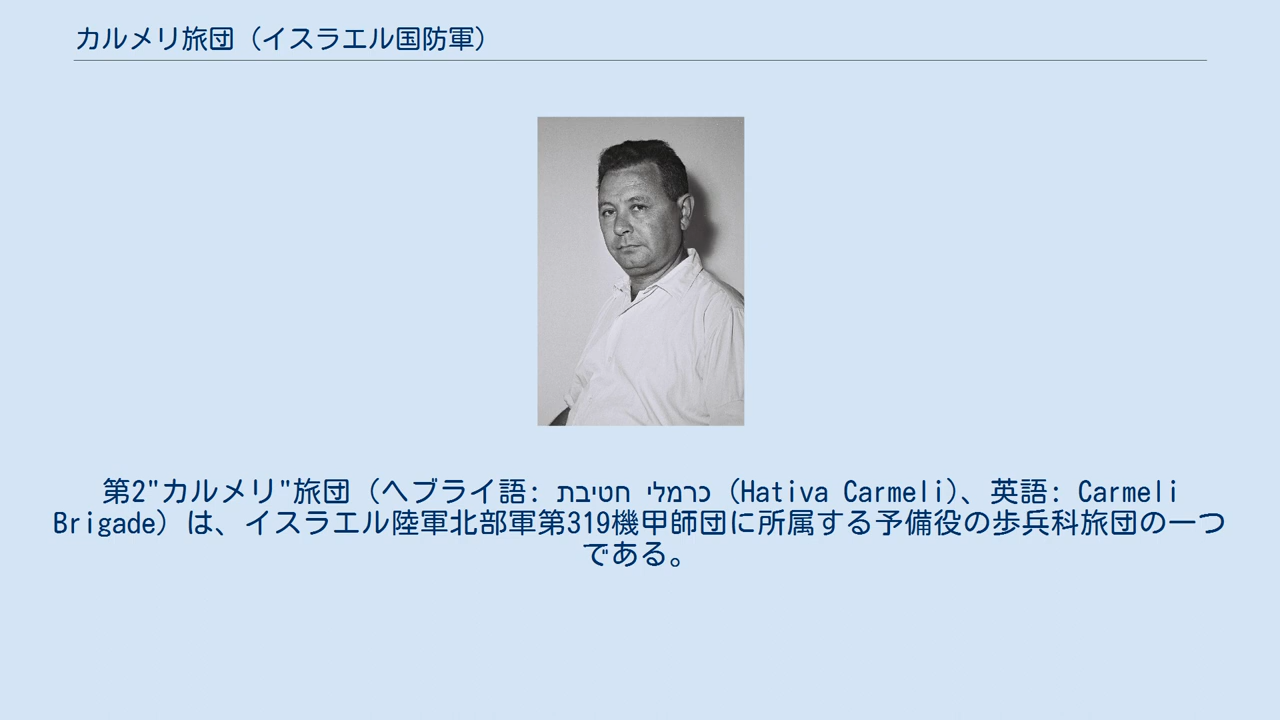 カルメリ旅団（イスラエル国防軍）
第2"カルメリ"旅団（ヘブライ語: חטיבת כרמלי（Hativa Carmeli）、英語: Carmeli
Brigade）は、イスラエル陸軍北部軍第319機甲師団に所属する予備役の歩兵科旅団の一つ
である。